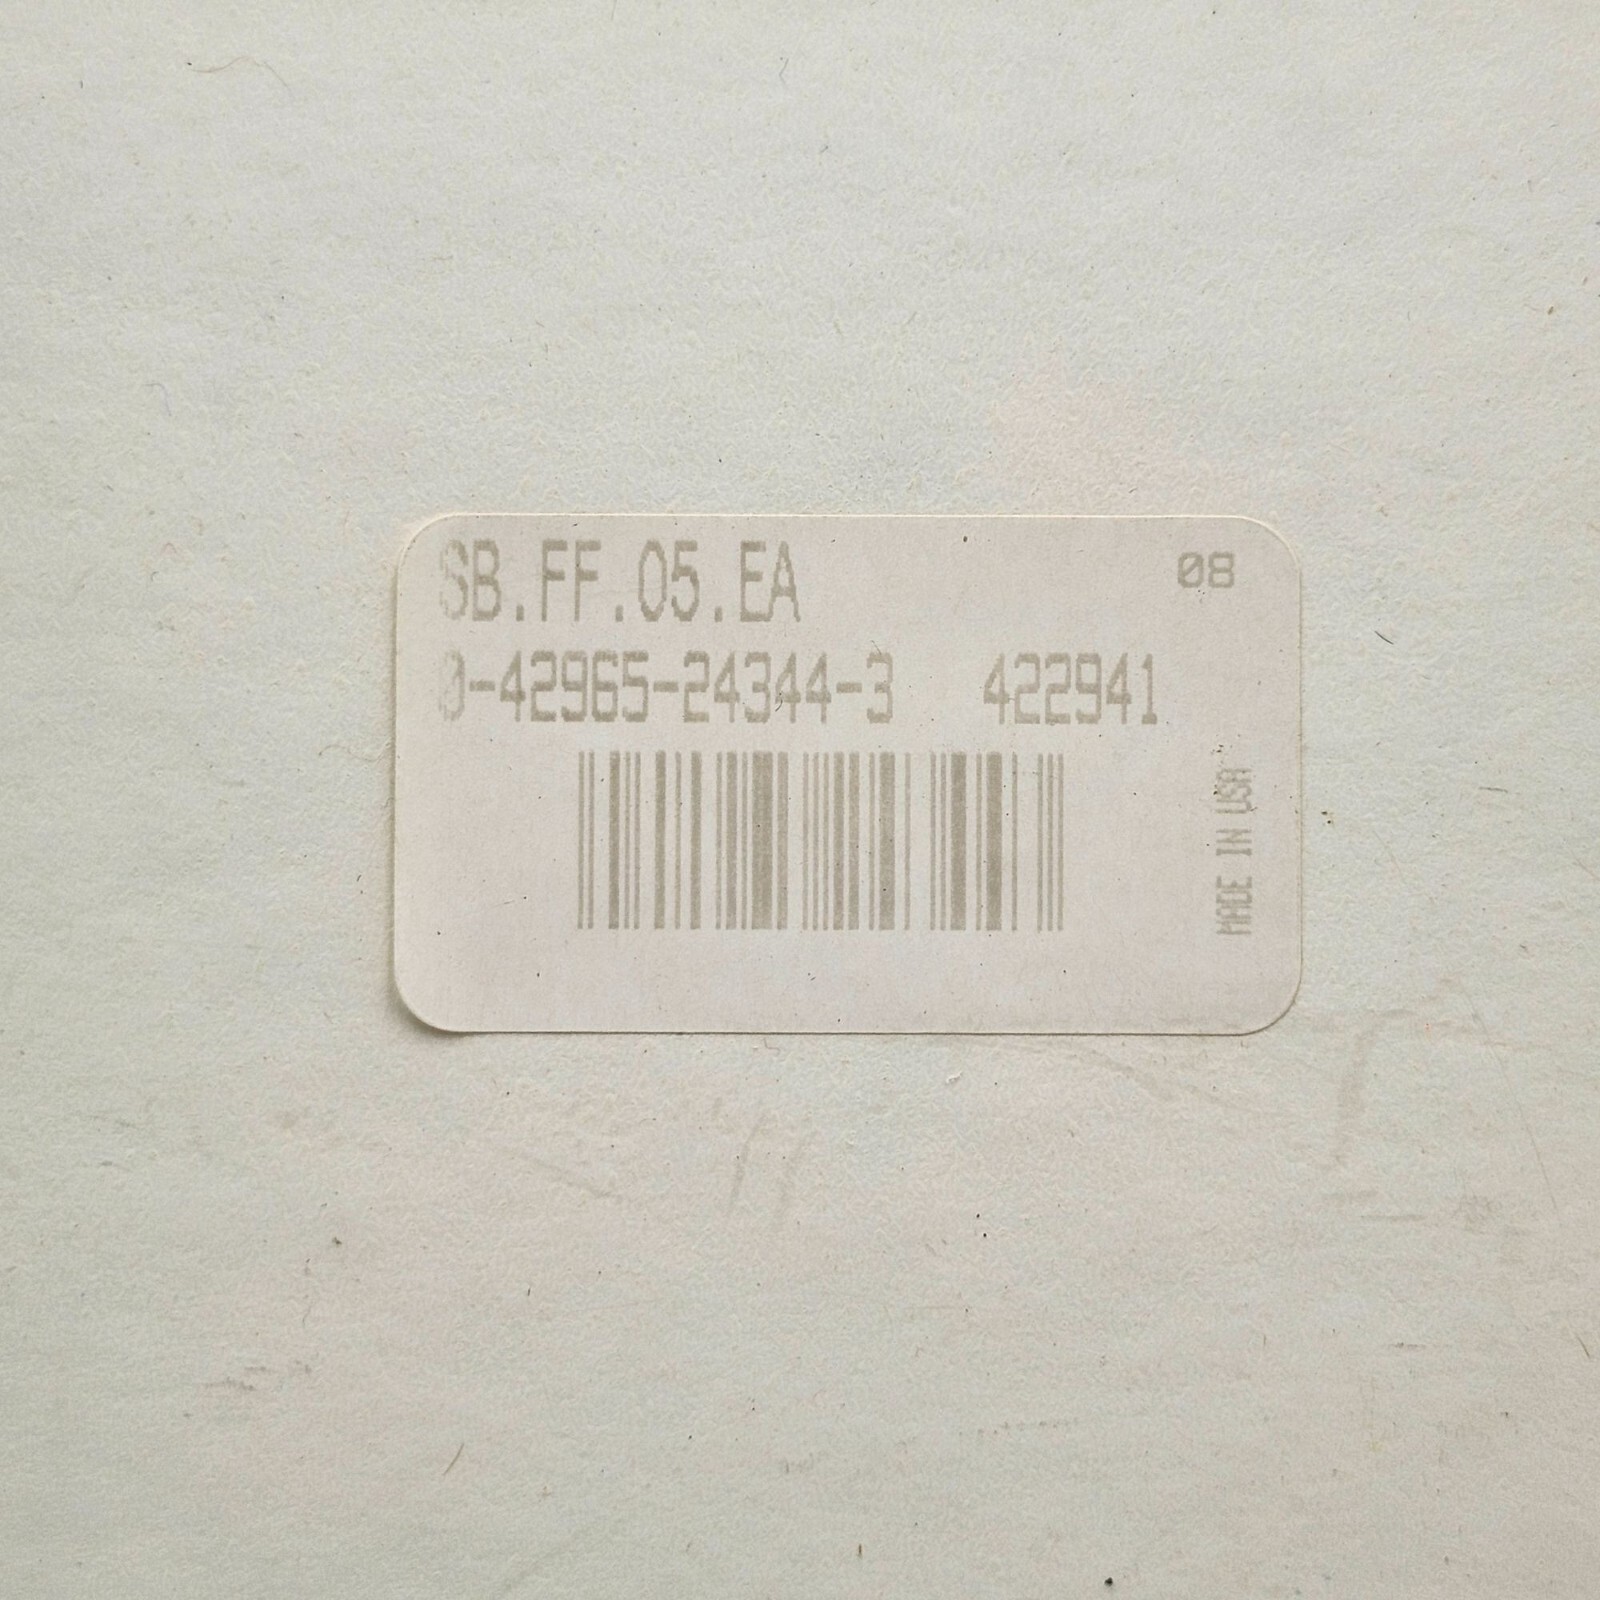 SB.FF.05.EA
08
0-42965-24344-3 422941
MADE IN USA